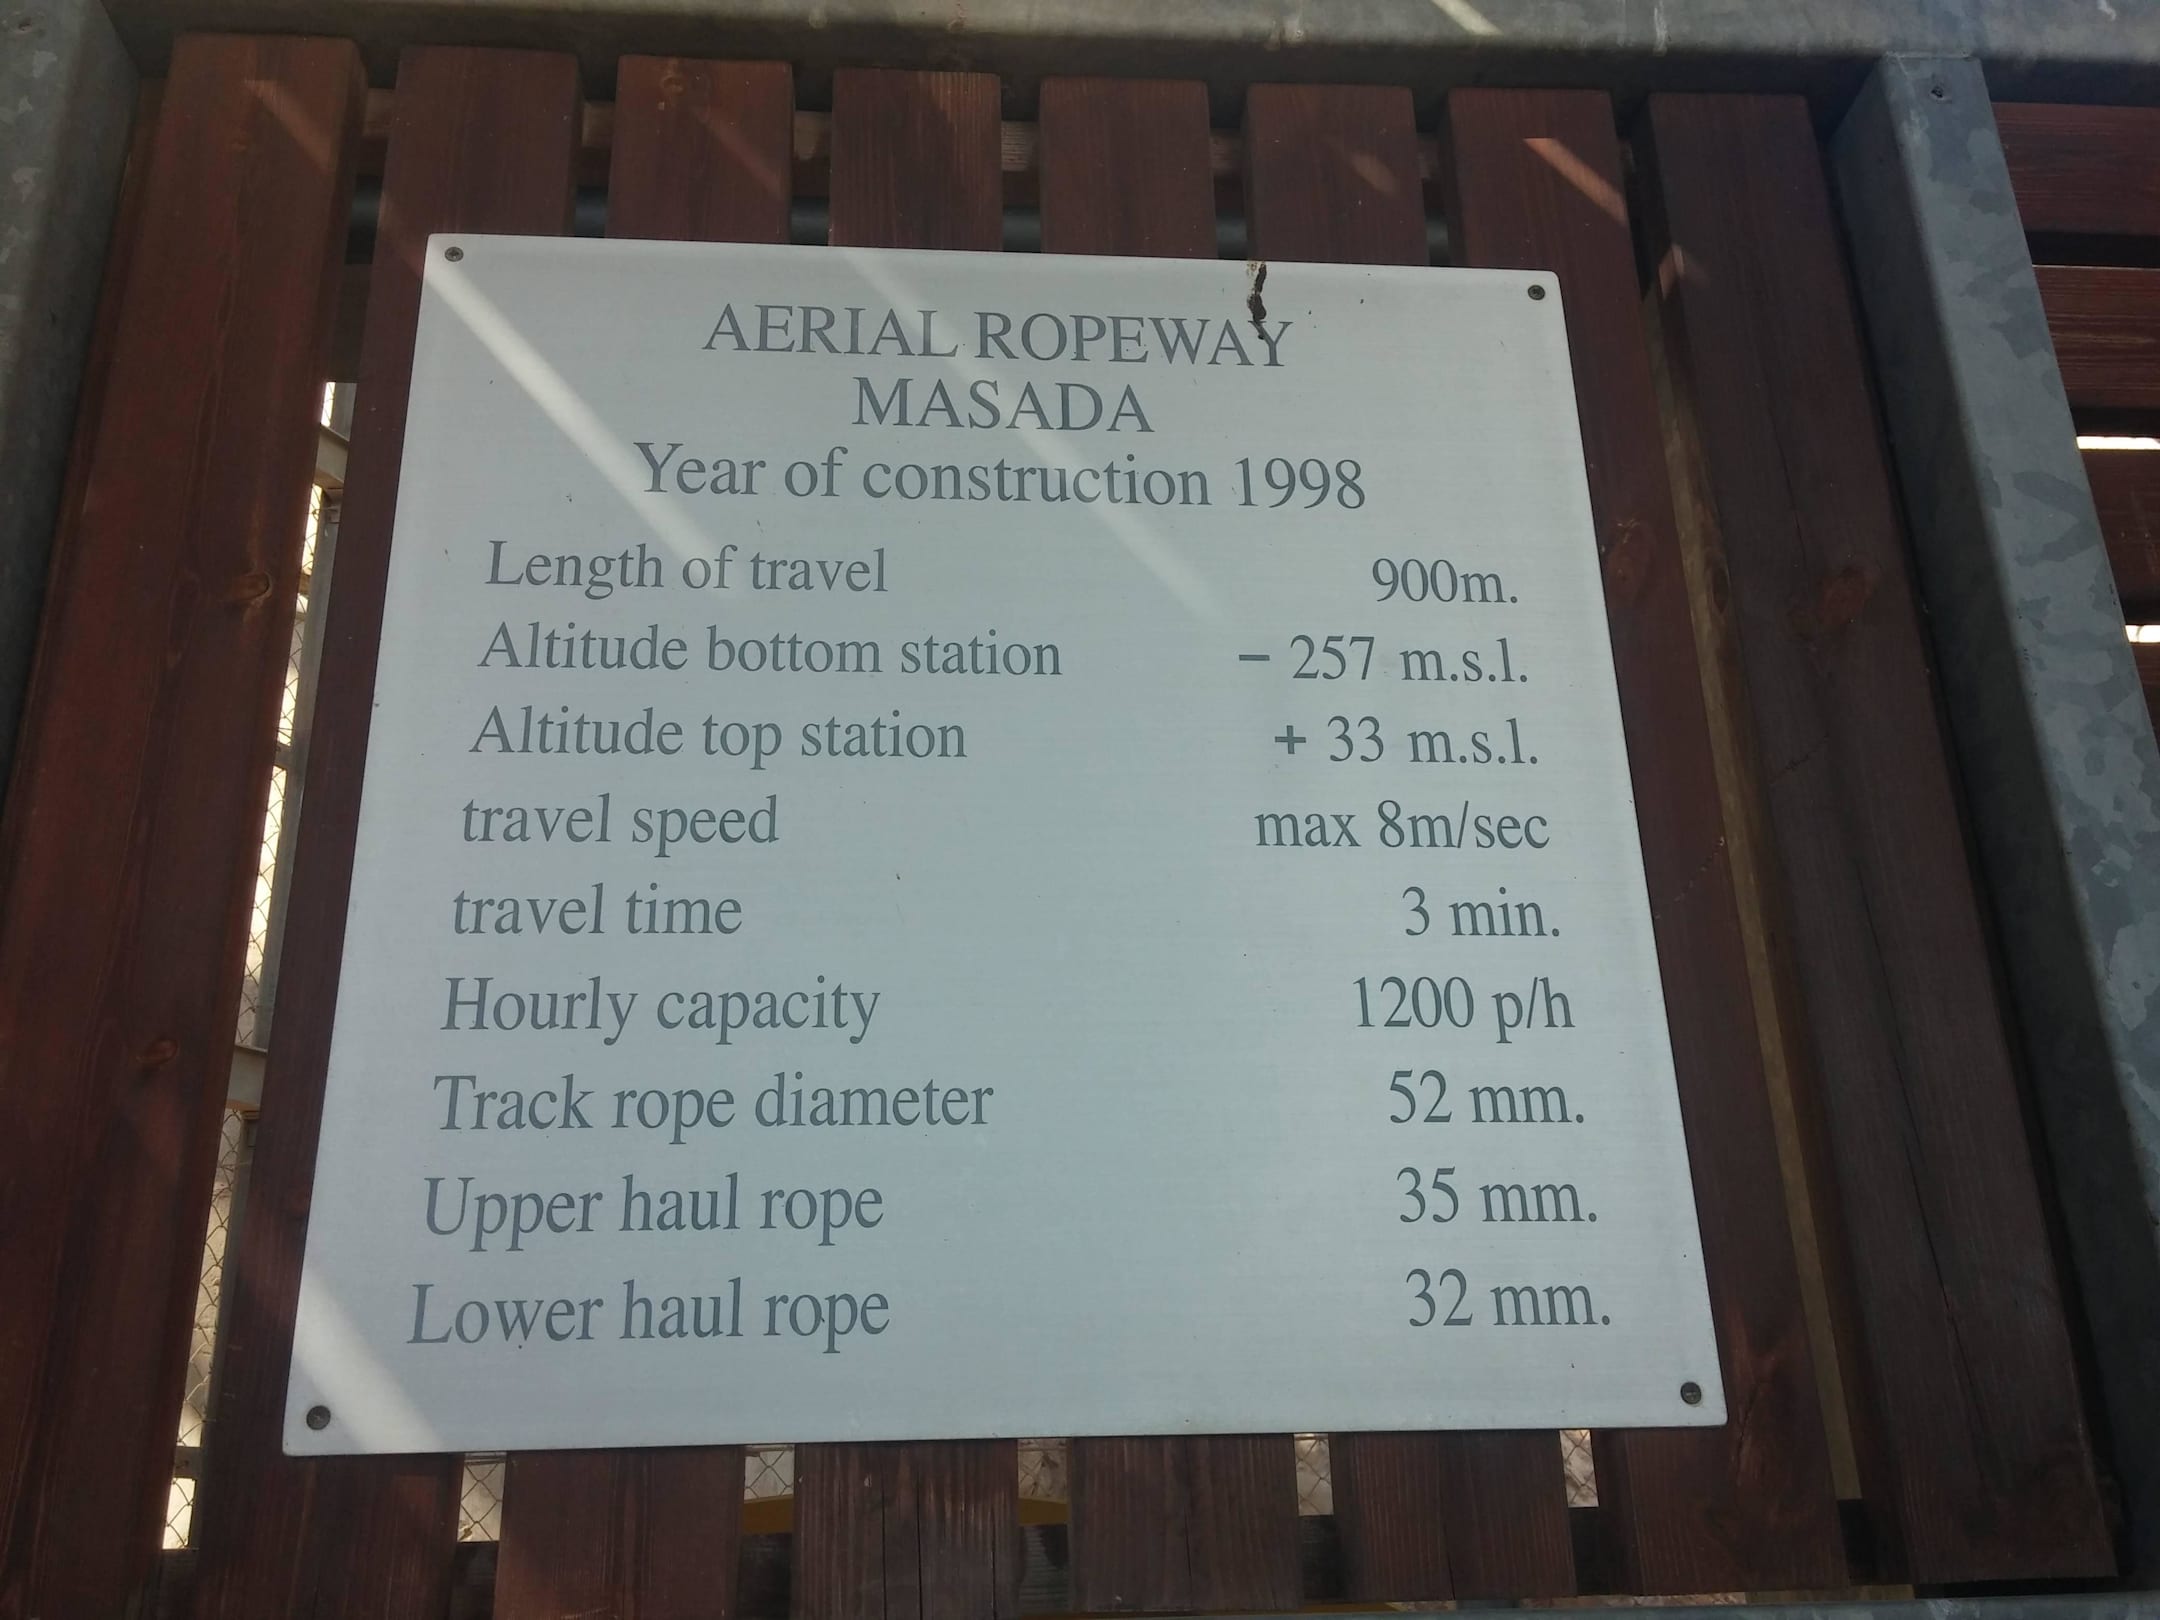 AERIAL ROPEWAY
MASADA
Year of construction 1998
Length of travel 900m.
Altitude bottom station – 257 m.s.l.
Altitude top station + 33 m.s.l.
travel speed max 8m/sec
travel time 3 min.
Hourly capacity 1200 p/h
Track rope diameter 52 mm.
Upper haul rope 35 mm.
Lower haul rope 32 mm.